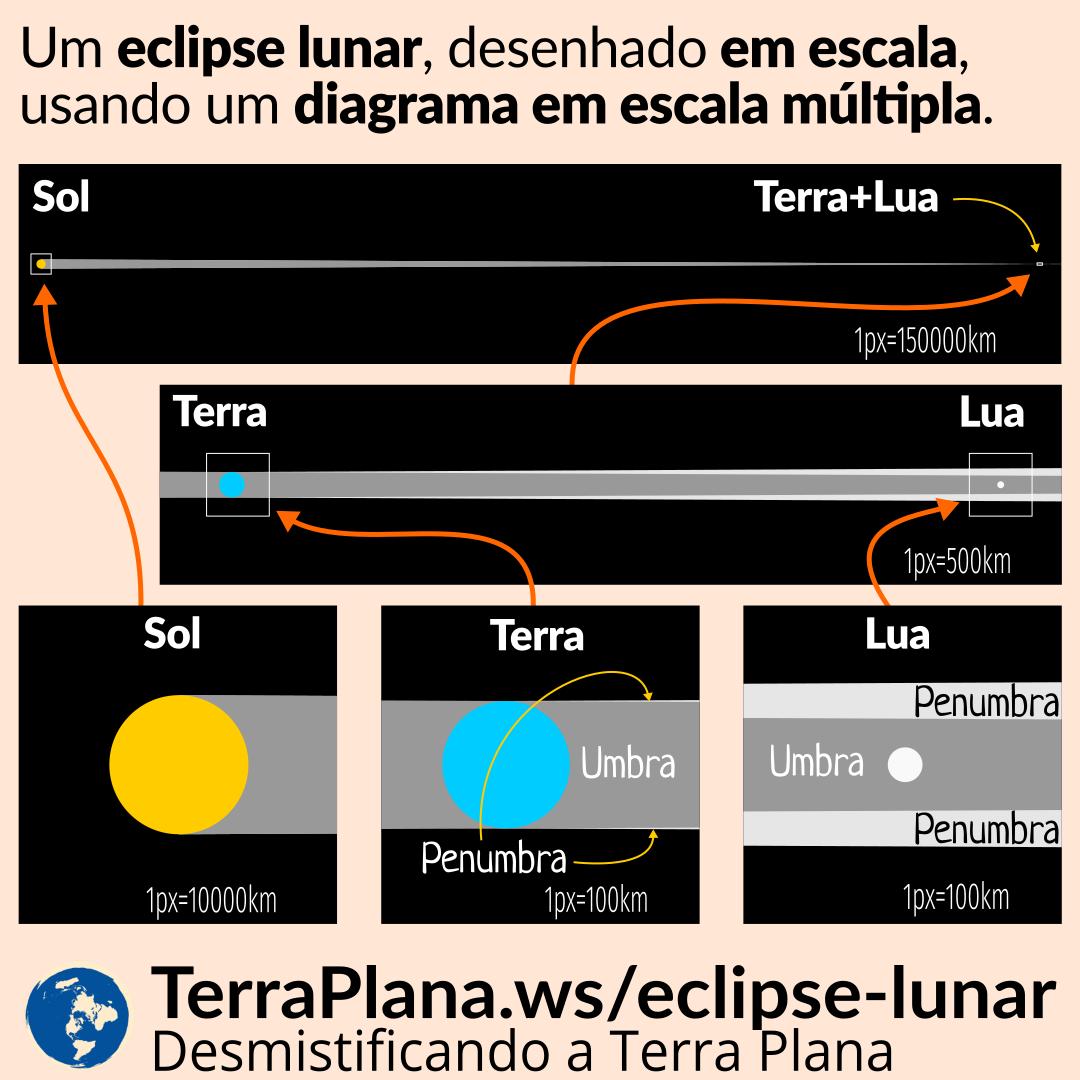 Um eclipse lunar, desenhado em escala,
usando um diagrama em escala múltipla.
Sol
Terra+Lua
1px=150000km
Terra
Lua
1px=500km
Sol
1px=10000km
Terra
Umbra
Penumbra
1px=100km
Lua
Penumbra
Umbra
Penumbra
1px=100km
TerraPlana.ws/eclipse-lunar
Desmistificando a Terra Plana